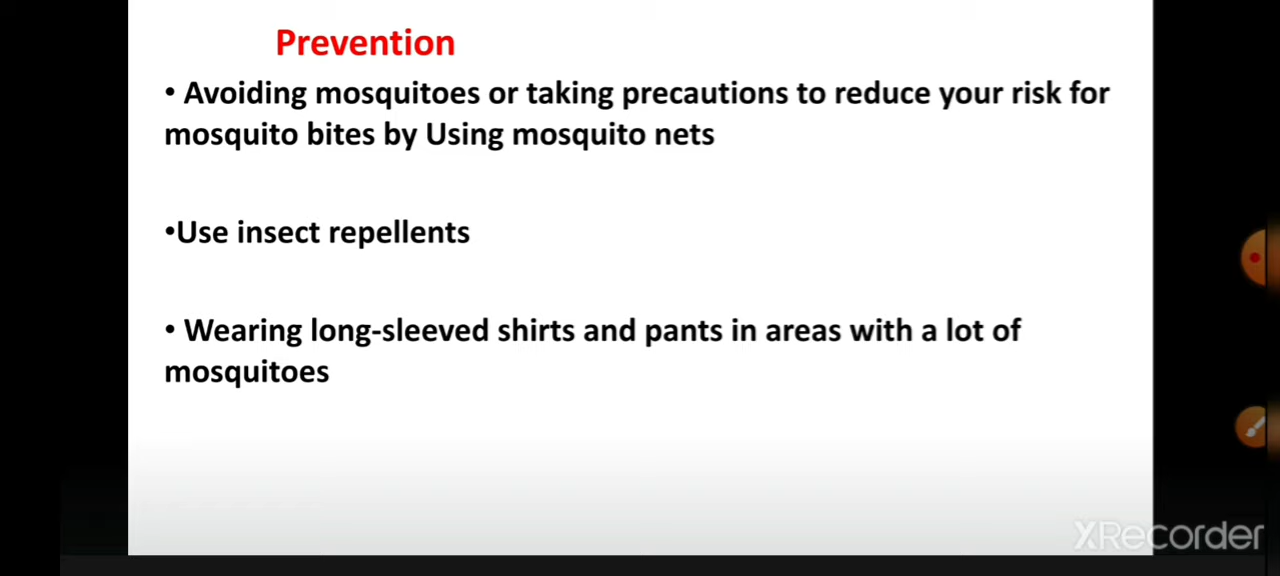 Prevention
• Avoiding mosquitoes or taking precautions to reduce your risk for
mosquito bites by Using mosquito nets
•Use insect repellents
• Wearing long-sleeved shirts and pants in areas with a lot of
mosquitoes
XRecorder